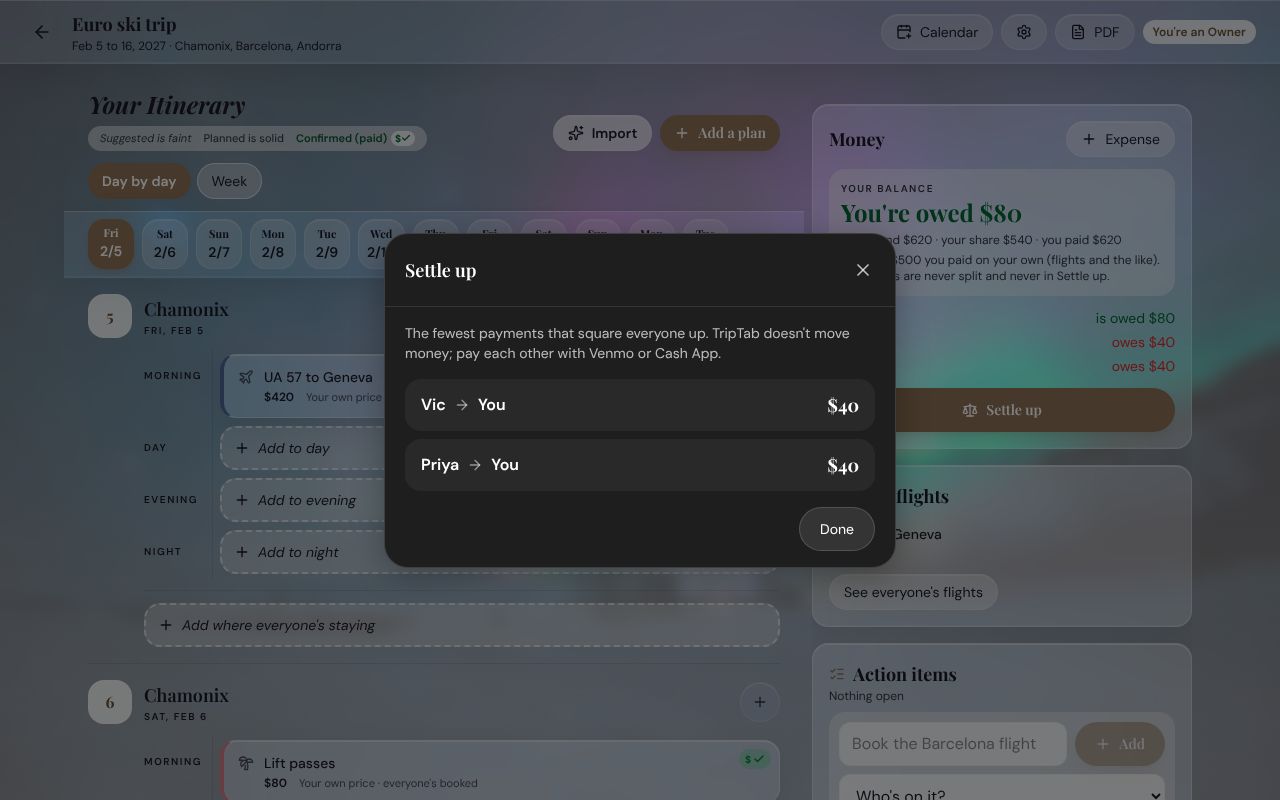 Euro ski trip
Feb 5 to 16, 2027 · Chamonix, Barcelona, Andorra
Calendar
PDF
You're an Owner
Your Itinerary
Suggested is faint Planned is solid Confirmed (paid) $✓
Import
+ Add a plan
Day by day
Week
Fri 2/5
Sat 2/6
Sun 2/7
Mon 2/8
Tue 2/9
Wed
Money
+ Expense
YOUR BALANCE
You're owed $80
$620 · your share $540 · you paid $620
$500 you paid on your own (flights and the like).
are never split and never in Settle up.
is owed $80
owes $40
owes $40
Settle up
Settle up
The fewest payments that square everyone up. TripTab doesn't move
money; pay each other with Venmo or Cash App.
Vic → You $40
Priya → You $40
Done
5
Chamonix
FRI, FEB 5
MORNING
UA 57 to Geneva
$420 Your own price
DAY
+ Add to day
EVENING
+ Add to evening
NIGHT
+ Add to night
+ Add where everyone's staying
flights
Geneva
See everyone's flights
6
Chamonix
SAT, FEB 6
+
MORNING
Lift passes
$80 Your own price · everyone's booked
$✓
Action items
Nothing open
Book the Barcelona flight
+ Add
Who's on it?